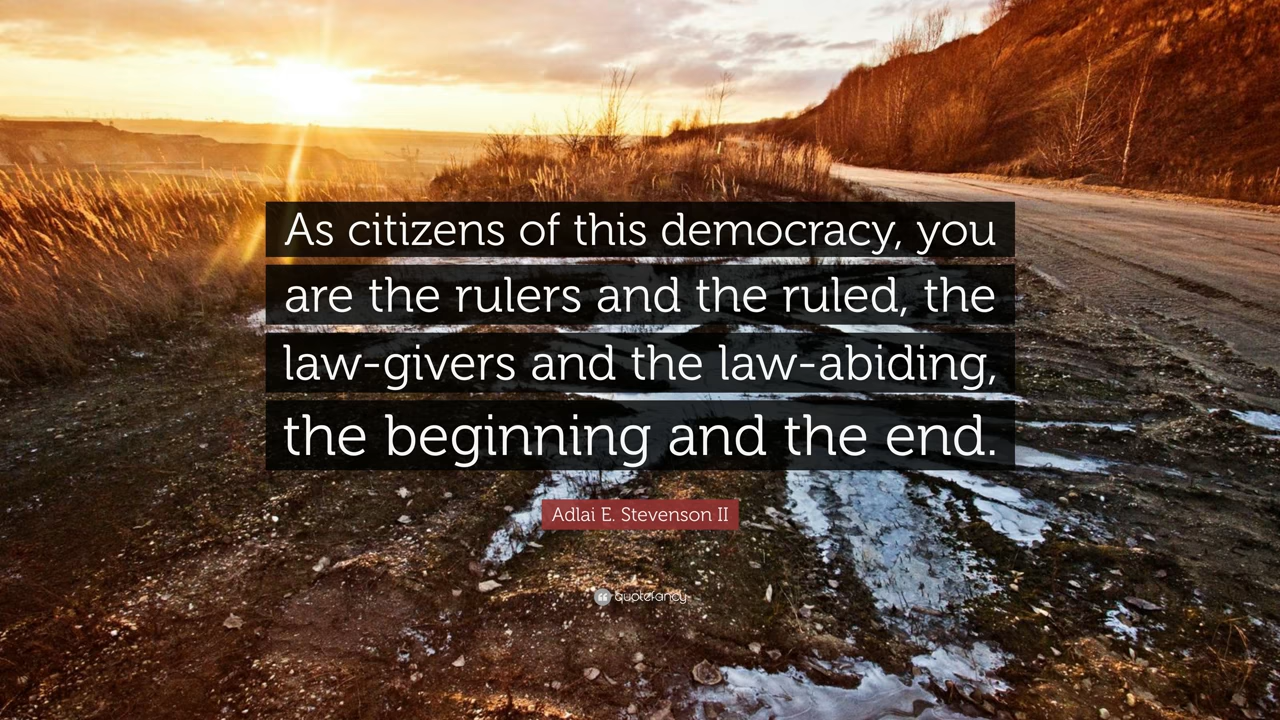 As citizens of this democracy, you
are the rulers and the ruled, the
law-givers and the law-abiding,
the beginning and the end.
Adlai E. Stevenson II
quotefancy